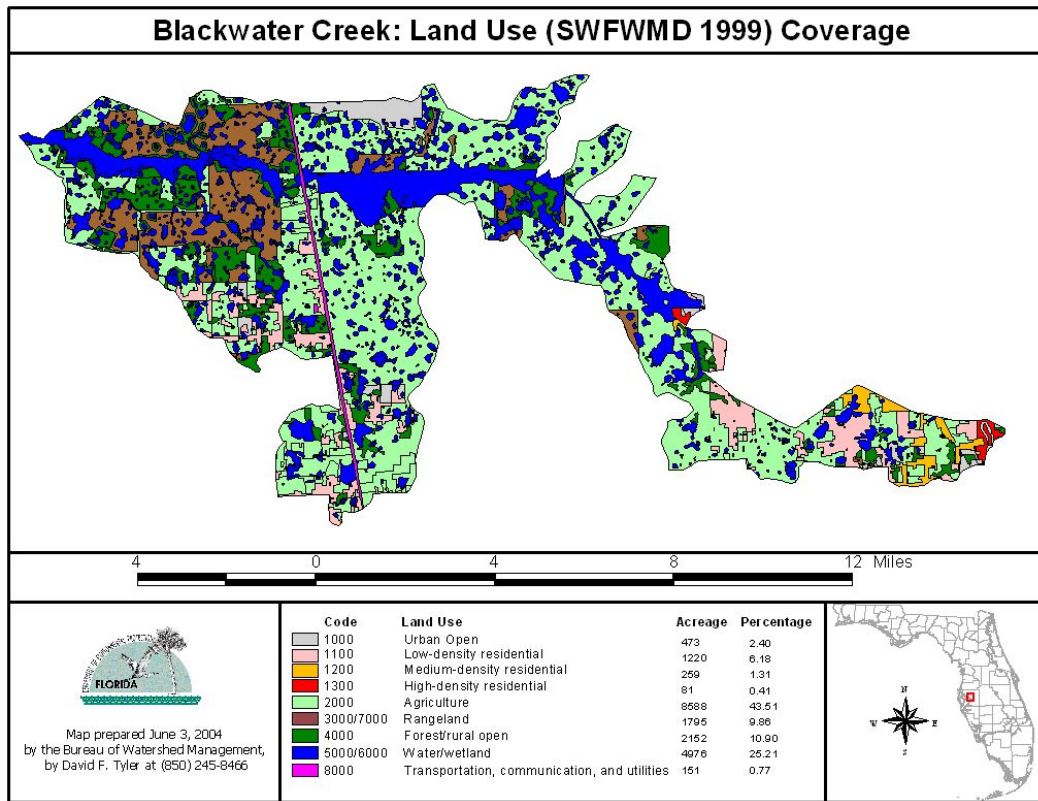 Blackwater Creek: Land Use (SWFWMD 1999) Coverage
4 0 4 8 12 Miles
FLORIDA
Map prepared June 3, 2004
by the Bureau of Watershed Management,
by David F. Tyler at (850) 245-8466
Code Land Use Acreage Percentage
1000 Urban Open 473 2.40
1100 Low-density residential 1220 6.18
1200 Medium-density residential 259 1.31
1300 High-density residential 81 0.41
2000 Agriculture 8588 43.51
3000/7000 Rangeland 1795 9.86
4000 Forest/rural open 2152 10.90
5000/6000 Water/wetland 4976 25.21
8000 Transportation, communication, and utilities 151 0.77
N
W E
S